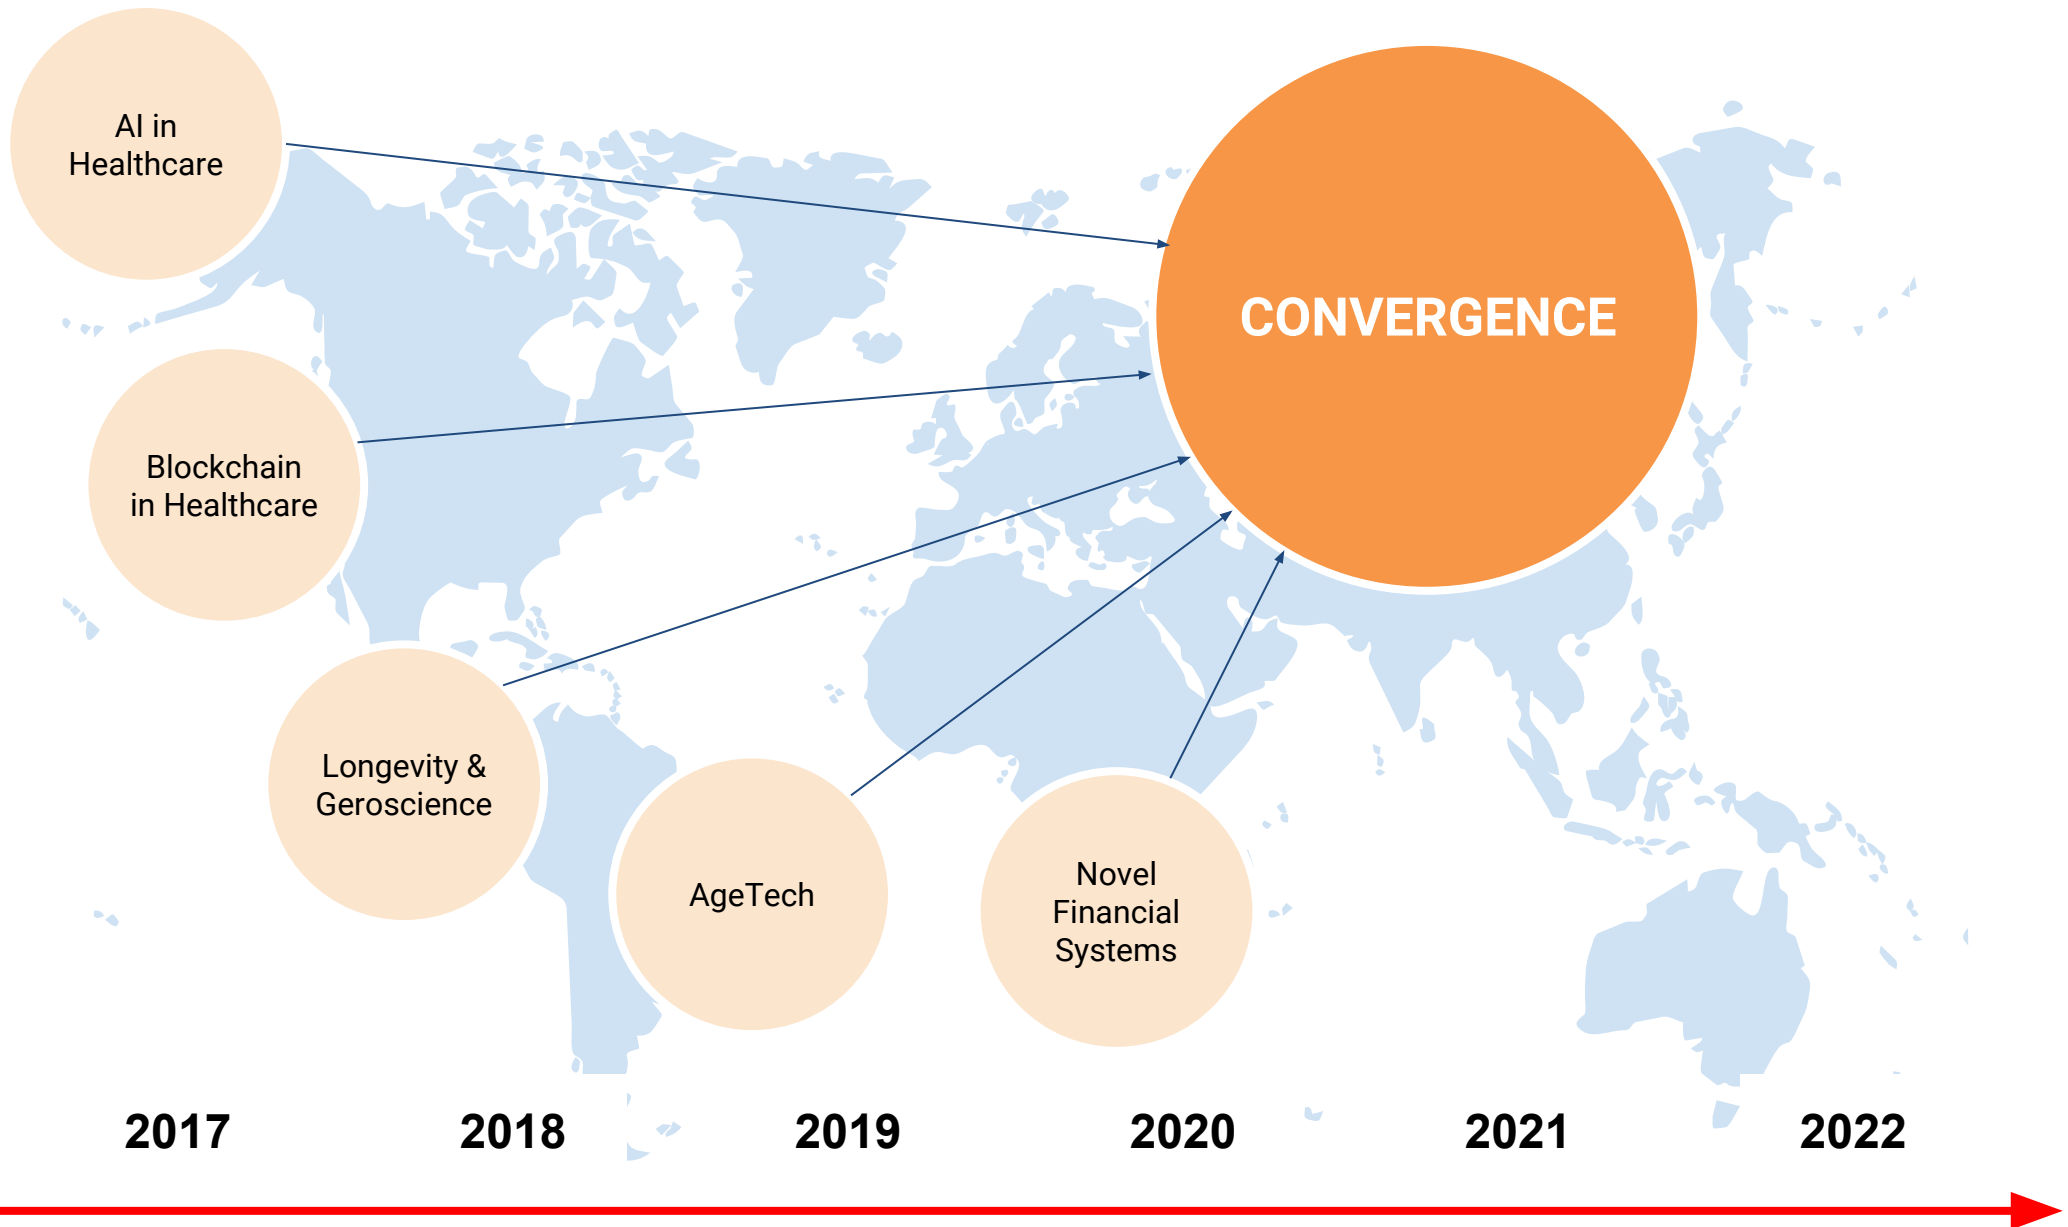 AI in
Healthcare
CONVERGENCE
Blockchain
in Healthcare
Longevity &
Geroscience
AgeTech
Novel
Financial
Systems
2017
2018
2019
2020
2021
2022